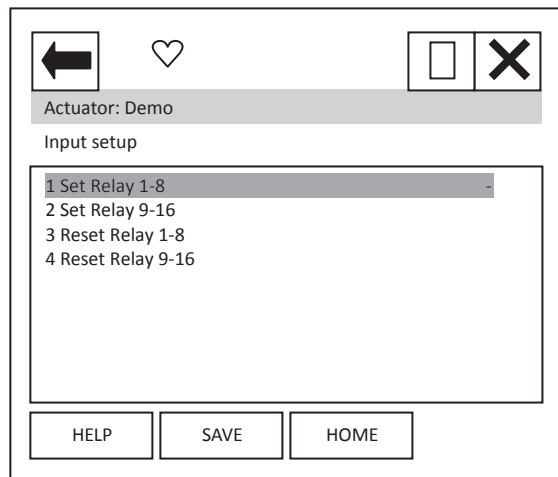 Actuator: Demo
Input setup
1 Set Relay 1-8 -
2 Set Relay 9-16
3 Reset Relay 1-8
4 Reset Relay 9-16
HELP SAVE HOME